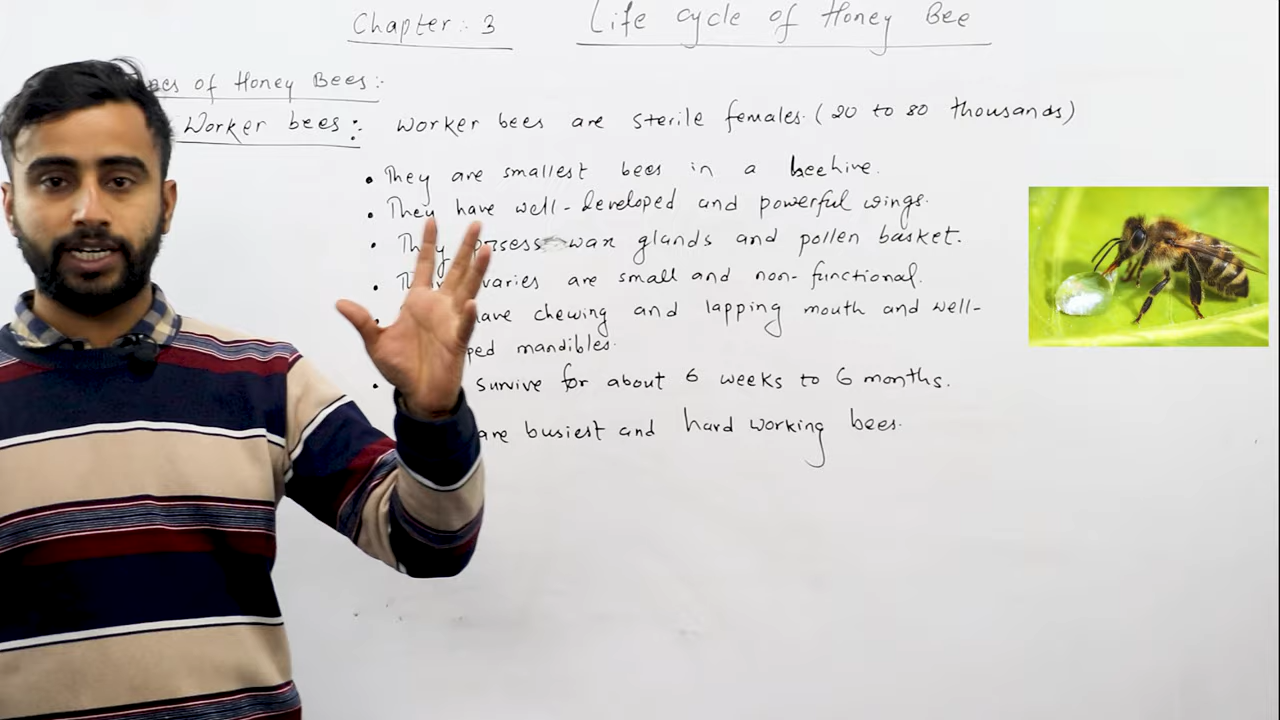 Chapter: 3 Life Cycle of Honey Bee
of Honey Bees:-
Worker bees: Worker bees are sterile females. (20 to 80 thousands)
• They are smallest bees in a beehive.
• They have well-developed and powerful wings.
• wax glands and pollen basket.
• are small and non-functional.
chewing and lapping mouth and well-
mandibles.
• survive for about 6 weeks to 6 months.
are busiest and hard working bees.